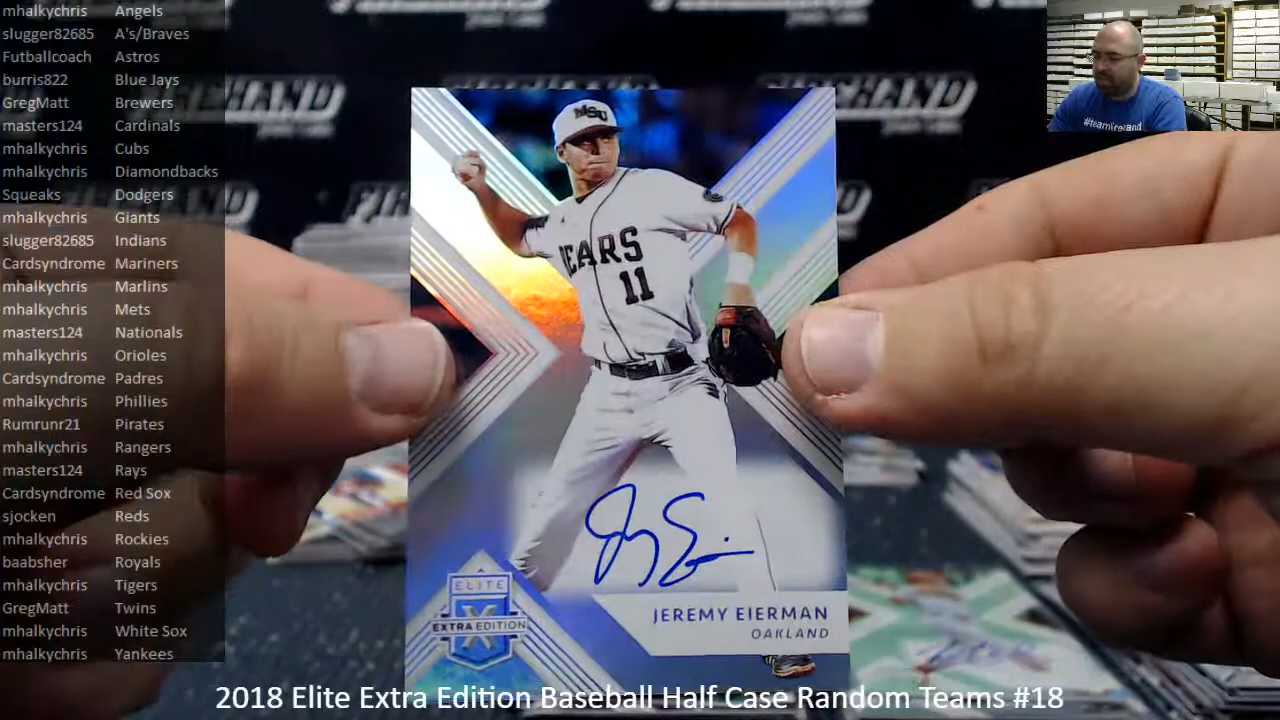 mhalkychris Angels
slugger82685 A's/Braves
Futballcoach Astros
burris822 Blue Jays
GregMatt Brewers
masters124 Cardinals
mhalkychris Cubs
mhalkychris Diamondbacks
Squeaks Dodgers
mhalkychris Giants
slugger82685 Indians
Cardsyndrome Mariners
mhalkychris Marlins
mhalkychris Mets
masters124 Nationals
mhalkychris Orioles
Cardsyndrome Padres
mhalkychris Phillies
Rumrunr21 Pirates
mhalkychris Rangers
masters124 Rays
Cardsyndrome Red Sox
sjocken Reds
mhalkychris Rockies
baabsher Royals
mhalkychris Tigers
GregMatt Twins
mhalkychris White Sox
mhalkychris Yankees
#teamireland
MSU
BEARS
11
ELITE
X
EXTRA EDITION
JEREMY EIERMAN
OAKLAND
2018 Elite Extra Edition Baseball Half Case Random Teams #18